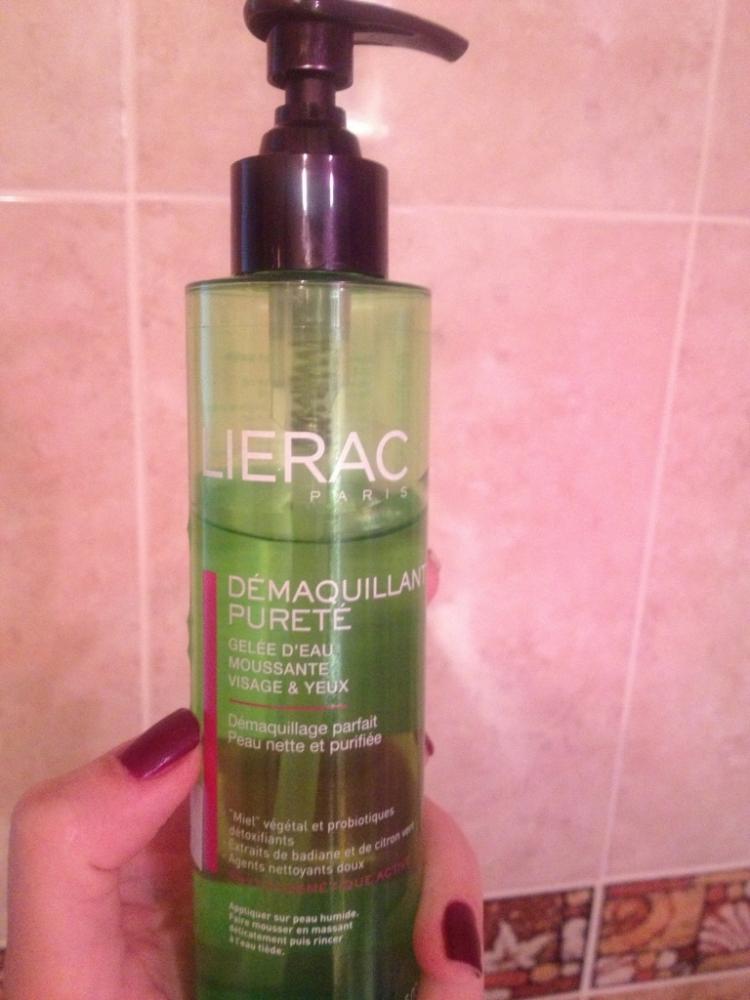 LIERAC
PARIS
DÉMAQUILLANT
PURETÉ
GELÉE D'EAU
MOUSSANTE
VISAGE & YEUX
Démaquillage parfait
Peau nette et purifiée
"Miel" végétal et probiotiques
détoxifiants
Extraits de badiane et de citron vert
Agents nettoyants doux
Appliquer sur peau humide.
Faire mousser en massant
délicatement puis rincer
à l'eau tiède.